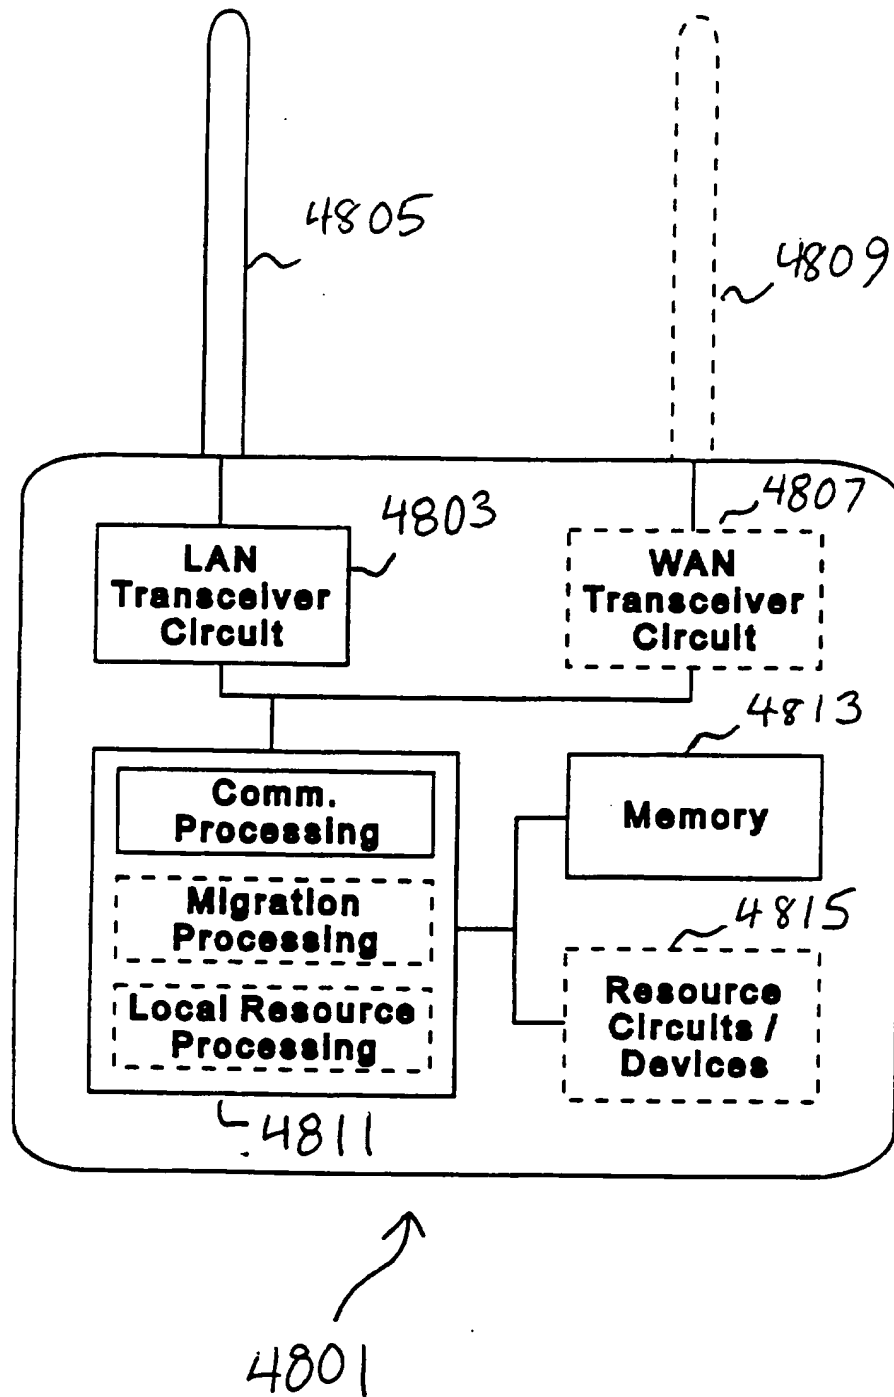 4805
4809
4803
4807
LAN
Transceiver
Circuit
WAN
Transceiver
Circuit
4813
Comm.
Processing
Memory
Migration
Processing
4815
Local Resource
Processing
Resource
Circuits /
Devices
4811
4801